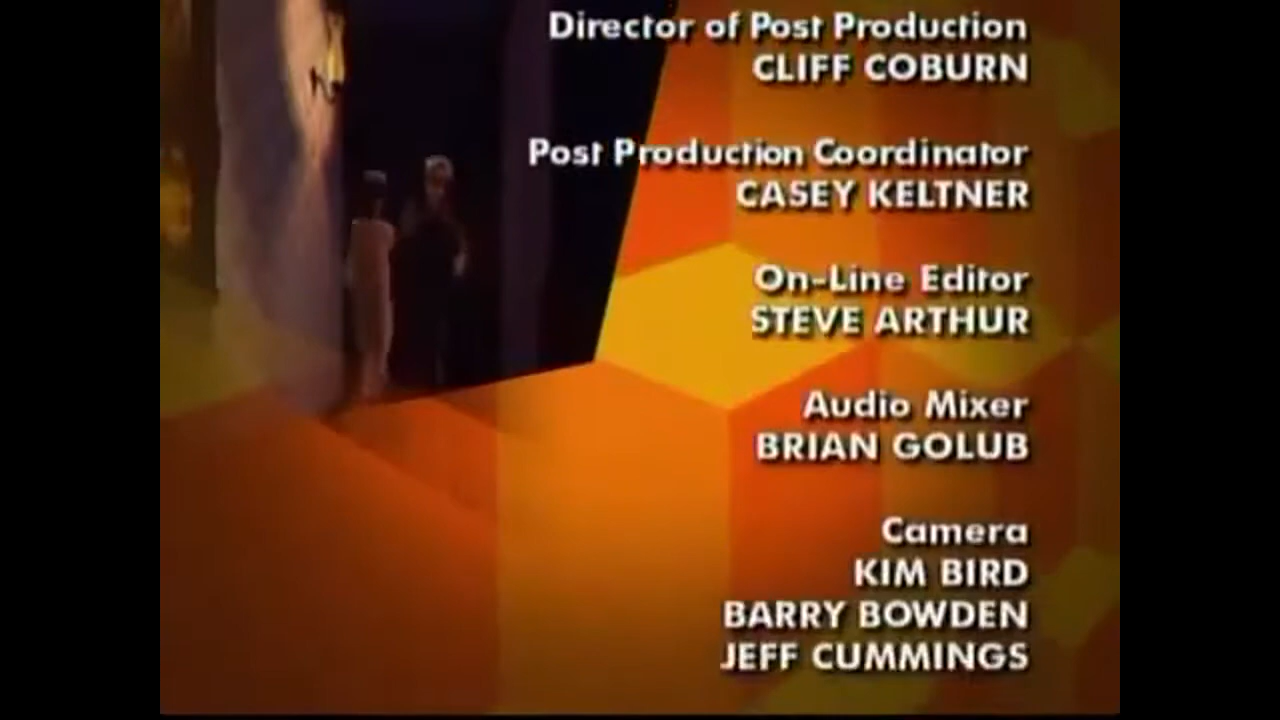 Director of Post Production
CLIFF COBURN
Post Production Coordinator
CASEY KELTNER
On-Line Editor
STEVE ARTHUR
Audio Mixer
BRIAN GOLUB
Camera
KIM BIRD
BARRY BOWDEN
JEFF CUMMINGS